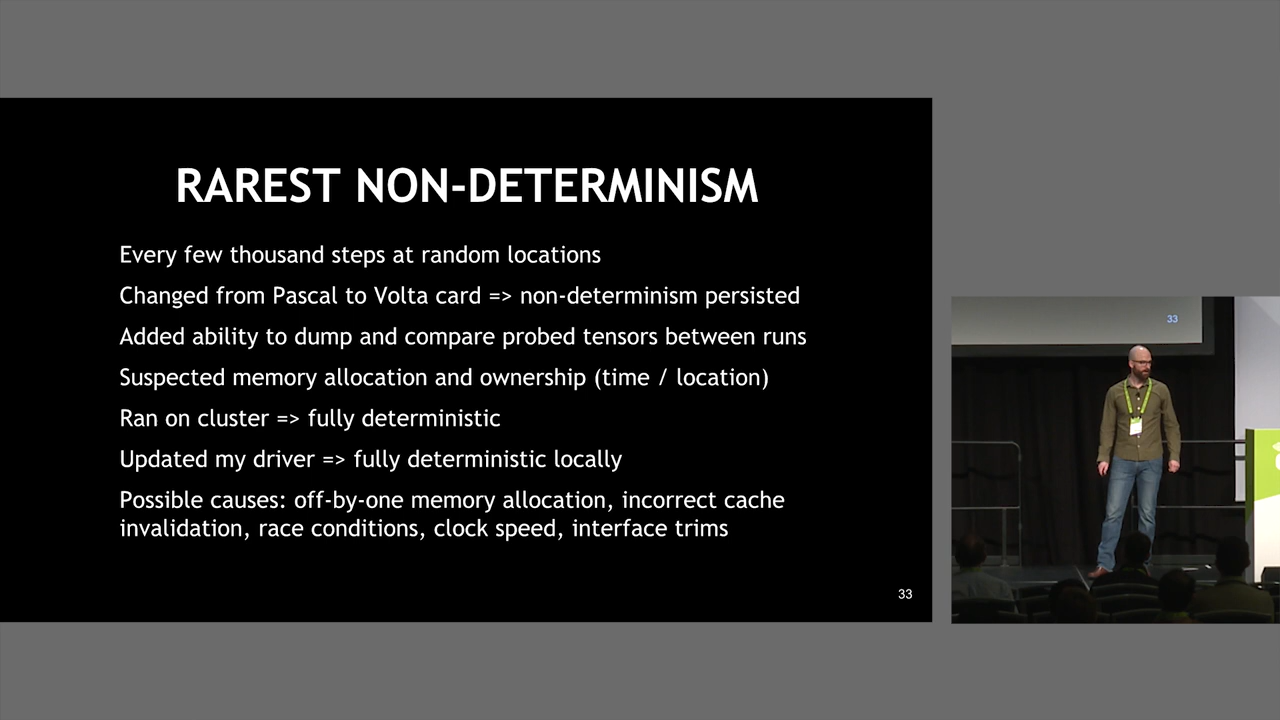 RAREST NON-DETERMINISM
Every few thousand steps at random locations
Changed from Pascal to Volta card => non-determinism persisted
Added ability to dump and compare probed tensors between runs
Suspected memory allocation and ownership (time / location)
Ran on cluster => fully deterministic
Updated my driver => fully deterministic locally
Possible causes: off-by-one memory allocation, incorrect cache
invalidation, race conditions, clock speed, interface trims
33
33